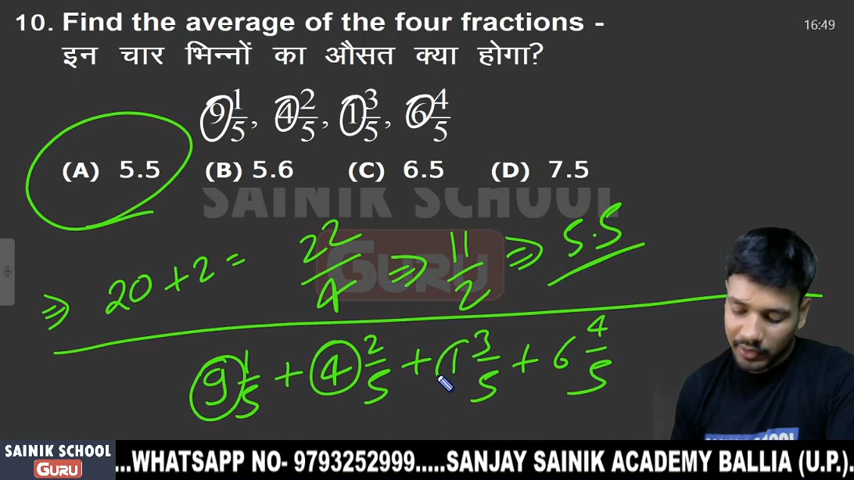 10. Find the average of the four fractions -
16:49
इन चार भिन्नों का औसत क्या होगा?
9 1/5, 4 2/5, 1 3/5, 6 4/5
(A) 5.5 (B) 5.6 (C) 6.5 (D) 7.5
SAINIK SCHOOL
GURU
⇒ 20 + 2 = 22/4 ⇒ 11/2 ⇒ 5.5
9 1/5 + 4 2/5 + 1 3/5 + 6 4/5
SAINIK SCHOOL
GURU
...WHATSAPP NO- 9793252999.....SANJAY SAINIK ACADEMY BALLIA (U.P.).